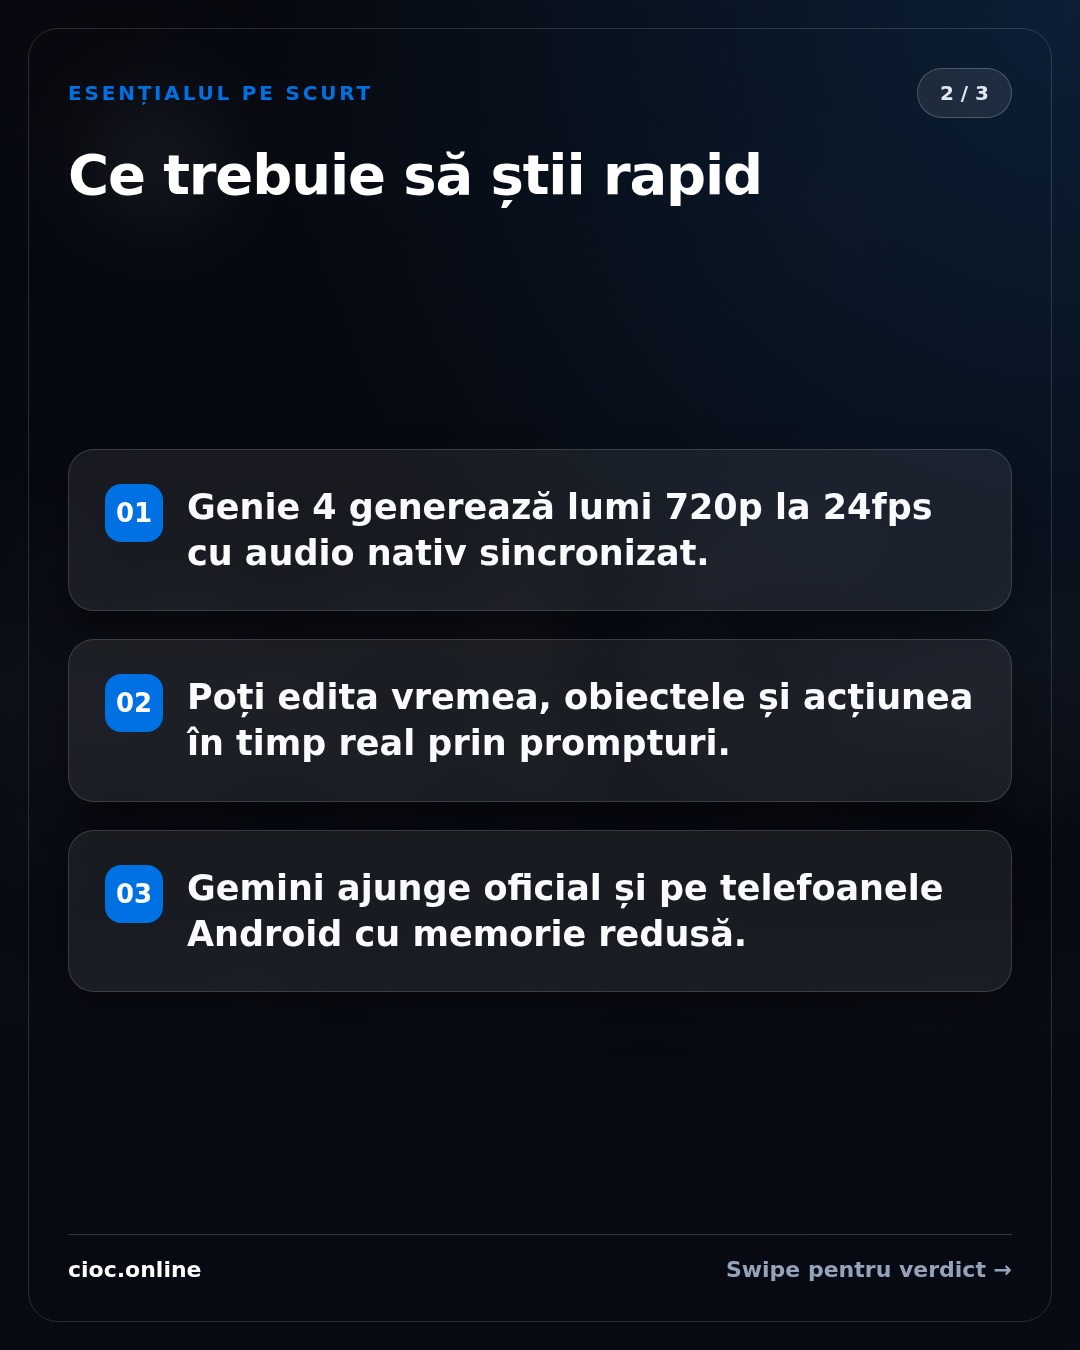 ESENȚIALUL PE SCURT
2 / 3
Ce trebuie să știi rapid
01
Genie 4 generează lumi 720p la 24fps
cu audio nativ sincronizat.
02
Poți edita vremea, obiectele și acțiunea
în timp real prin prompturi.
03
Gemini ajunge oficial și pe telefoanele
Android cu memorie redusă.
cioc.online
Swipe pentru verdict →